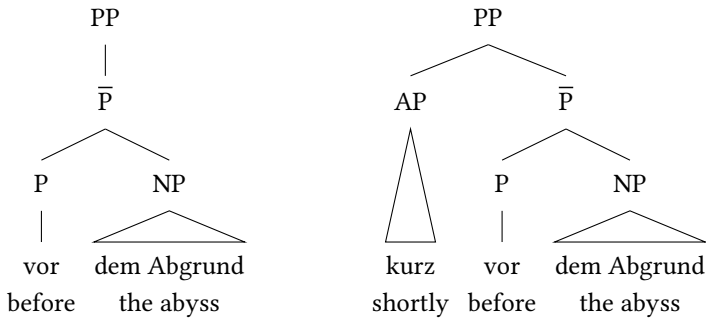 PP PP
P̅ AP P̅
P NP P NP
vor dem Abgrund kurz vor dem Abgrund
before the abyss shortly before the abyss